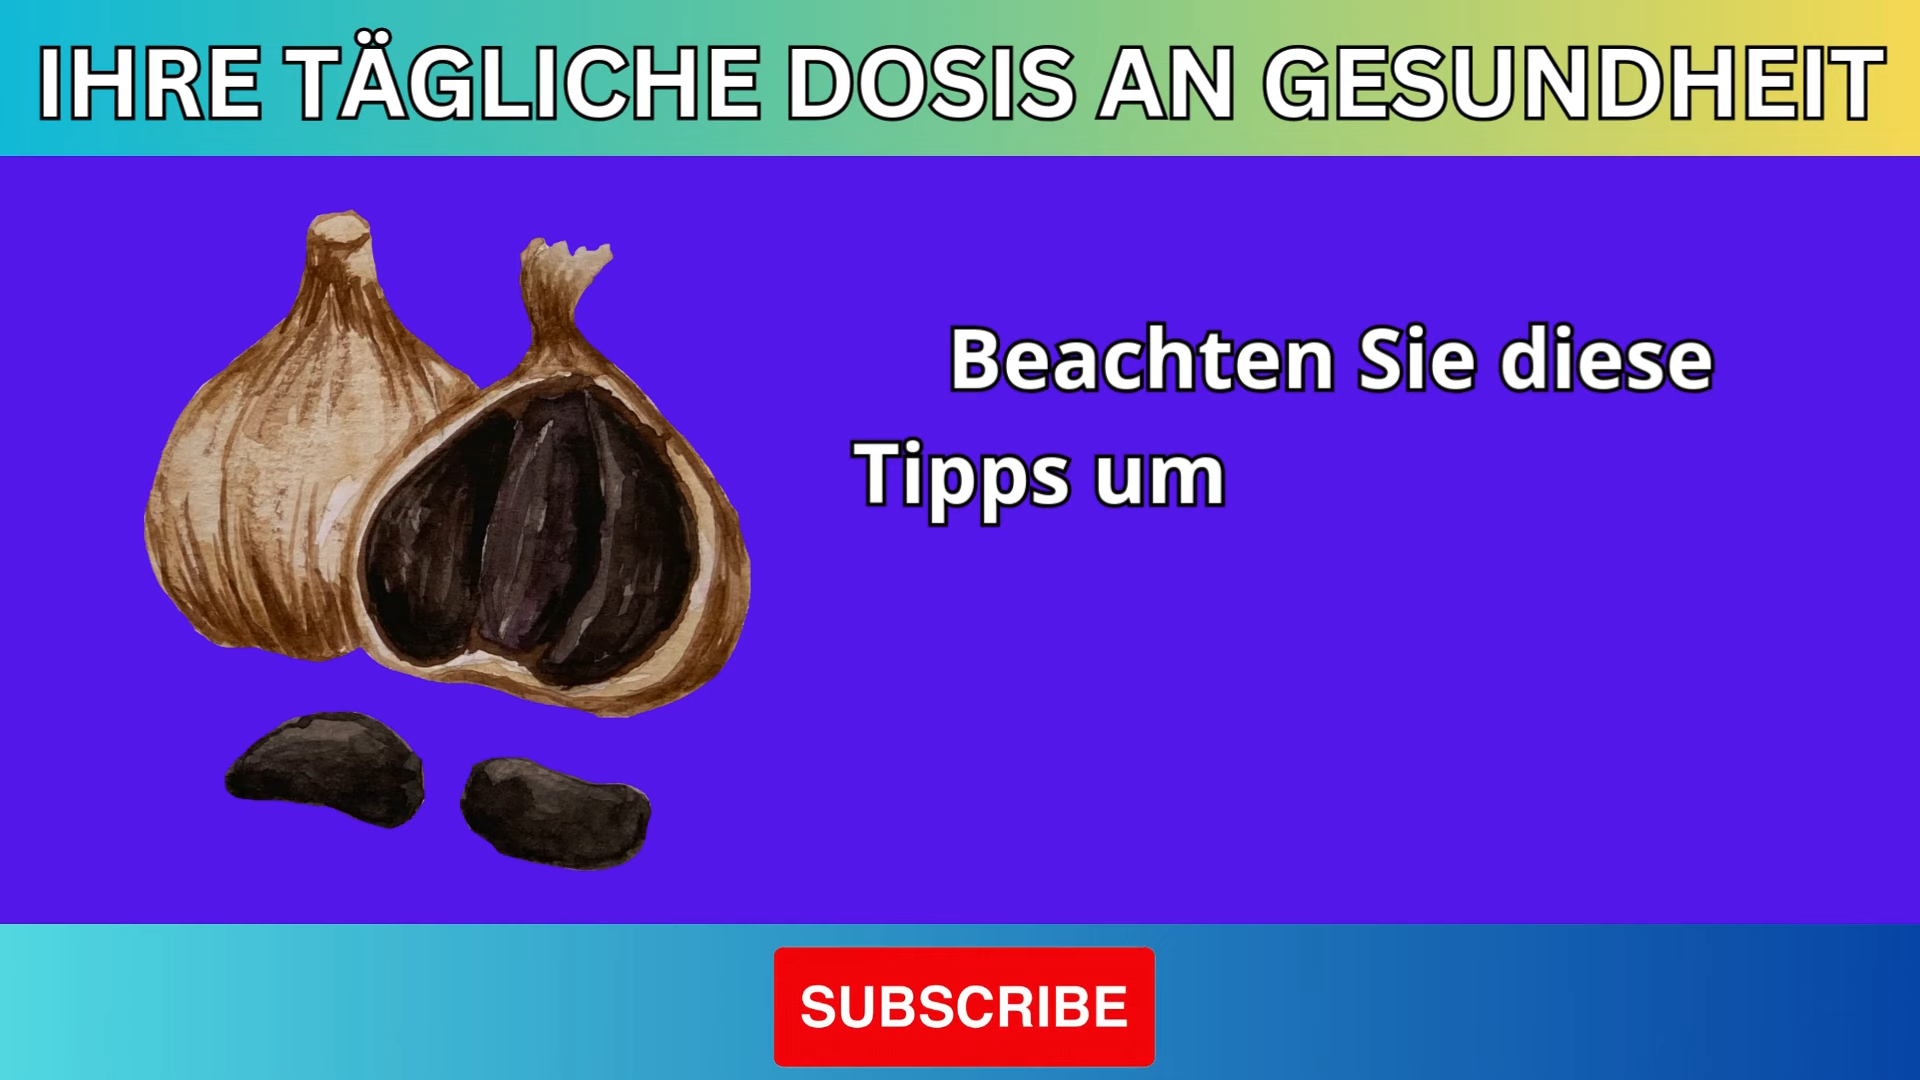 IHRE TÄGLICHE DOSIS AN GESUNDHEIT
Beachten Sie diese
Tipps um
SUBSCRIBE